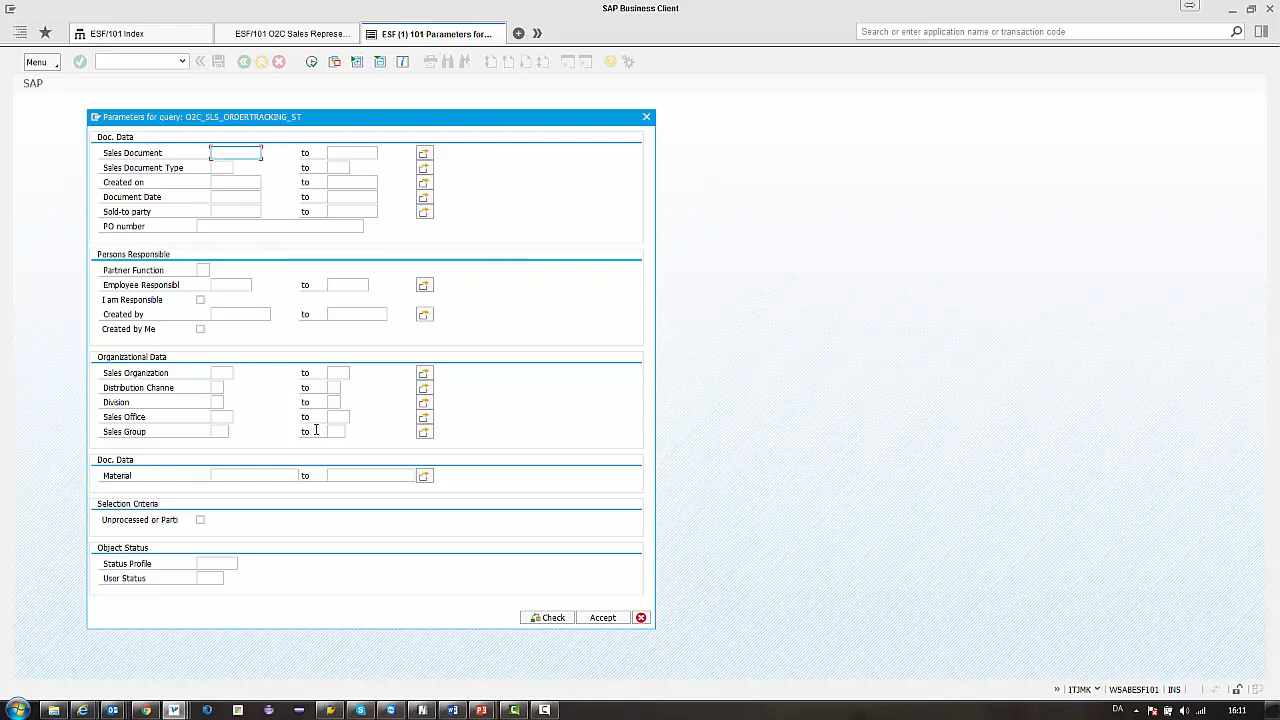 SAP Business Client
ESF/101 Index
ESF/101 O2C Sales Represe...
ESF (1) 101 Parameters for...
Search or enter application name or transaction code
Menu
SAP
Parameters for query: O2C_SLS_ORDERTRACKING_ST
Doc. Data
Sales Document to
Sales Document Type to
Created on to
Document Date to
Sold-to party to
PO number
Persons Responsible
Partner Function
Employee Responsibl to
I am Responsible
Created by to
Created by Me
Organizational Data
Sales Organization to
Distribution Channe to
Division to
Sales Office to
Sales Group to
Doc. Data
Material to
Selection Criteria
Unprocessed or Parti
Object Status
Status Profile
User Status
Check Accept
ITJMK WSABESF101 INS
DA 16:11